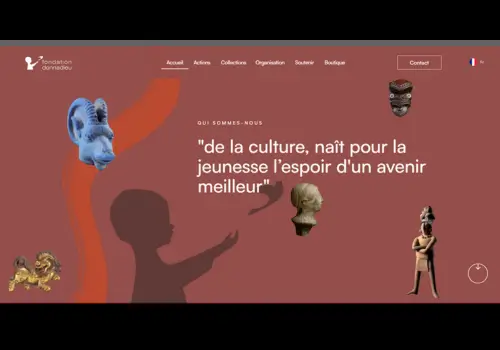 fondation
dannadieu
Accueil Actions Collections Organisation Soutenir Boutique
Contact
QUI SOMMES-NOUS
"de la culture, naît pour la
jeunesse l'espoir d'un avenir
meilleur"